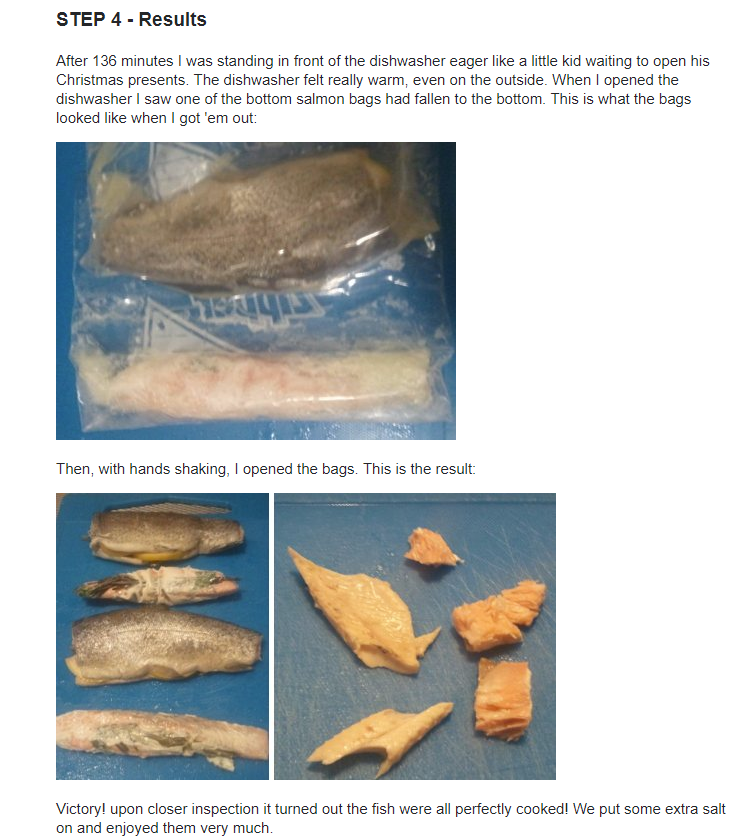 STEP 4 - Results
After 136 minutes I was standing in front of the dishwasher eager like a little kid waiting to open his
Christmas presents. The dishwasher felt really warm, even on the outside. When I opened the
dishwasher I saw one of the bottom salmon bags had fallen to the bottom. This is what the bags
looked like when I got 'em out:
Then, with hands shaking, I opened the bags. This is the result:
Victory! upon closer inspection it turned out the fish were all perfectly cooked! We put some extra salt
on and enjoyed them very much.